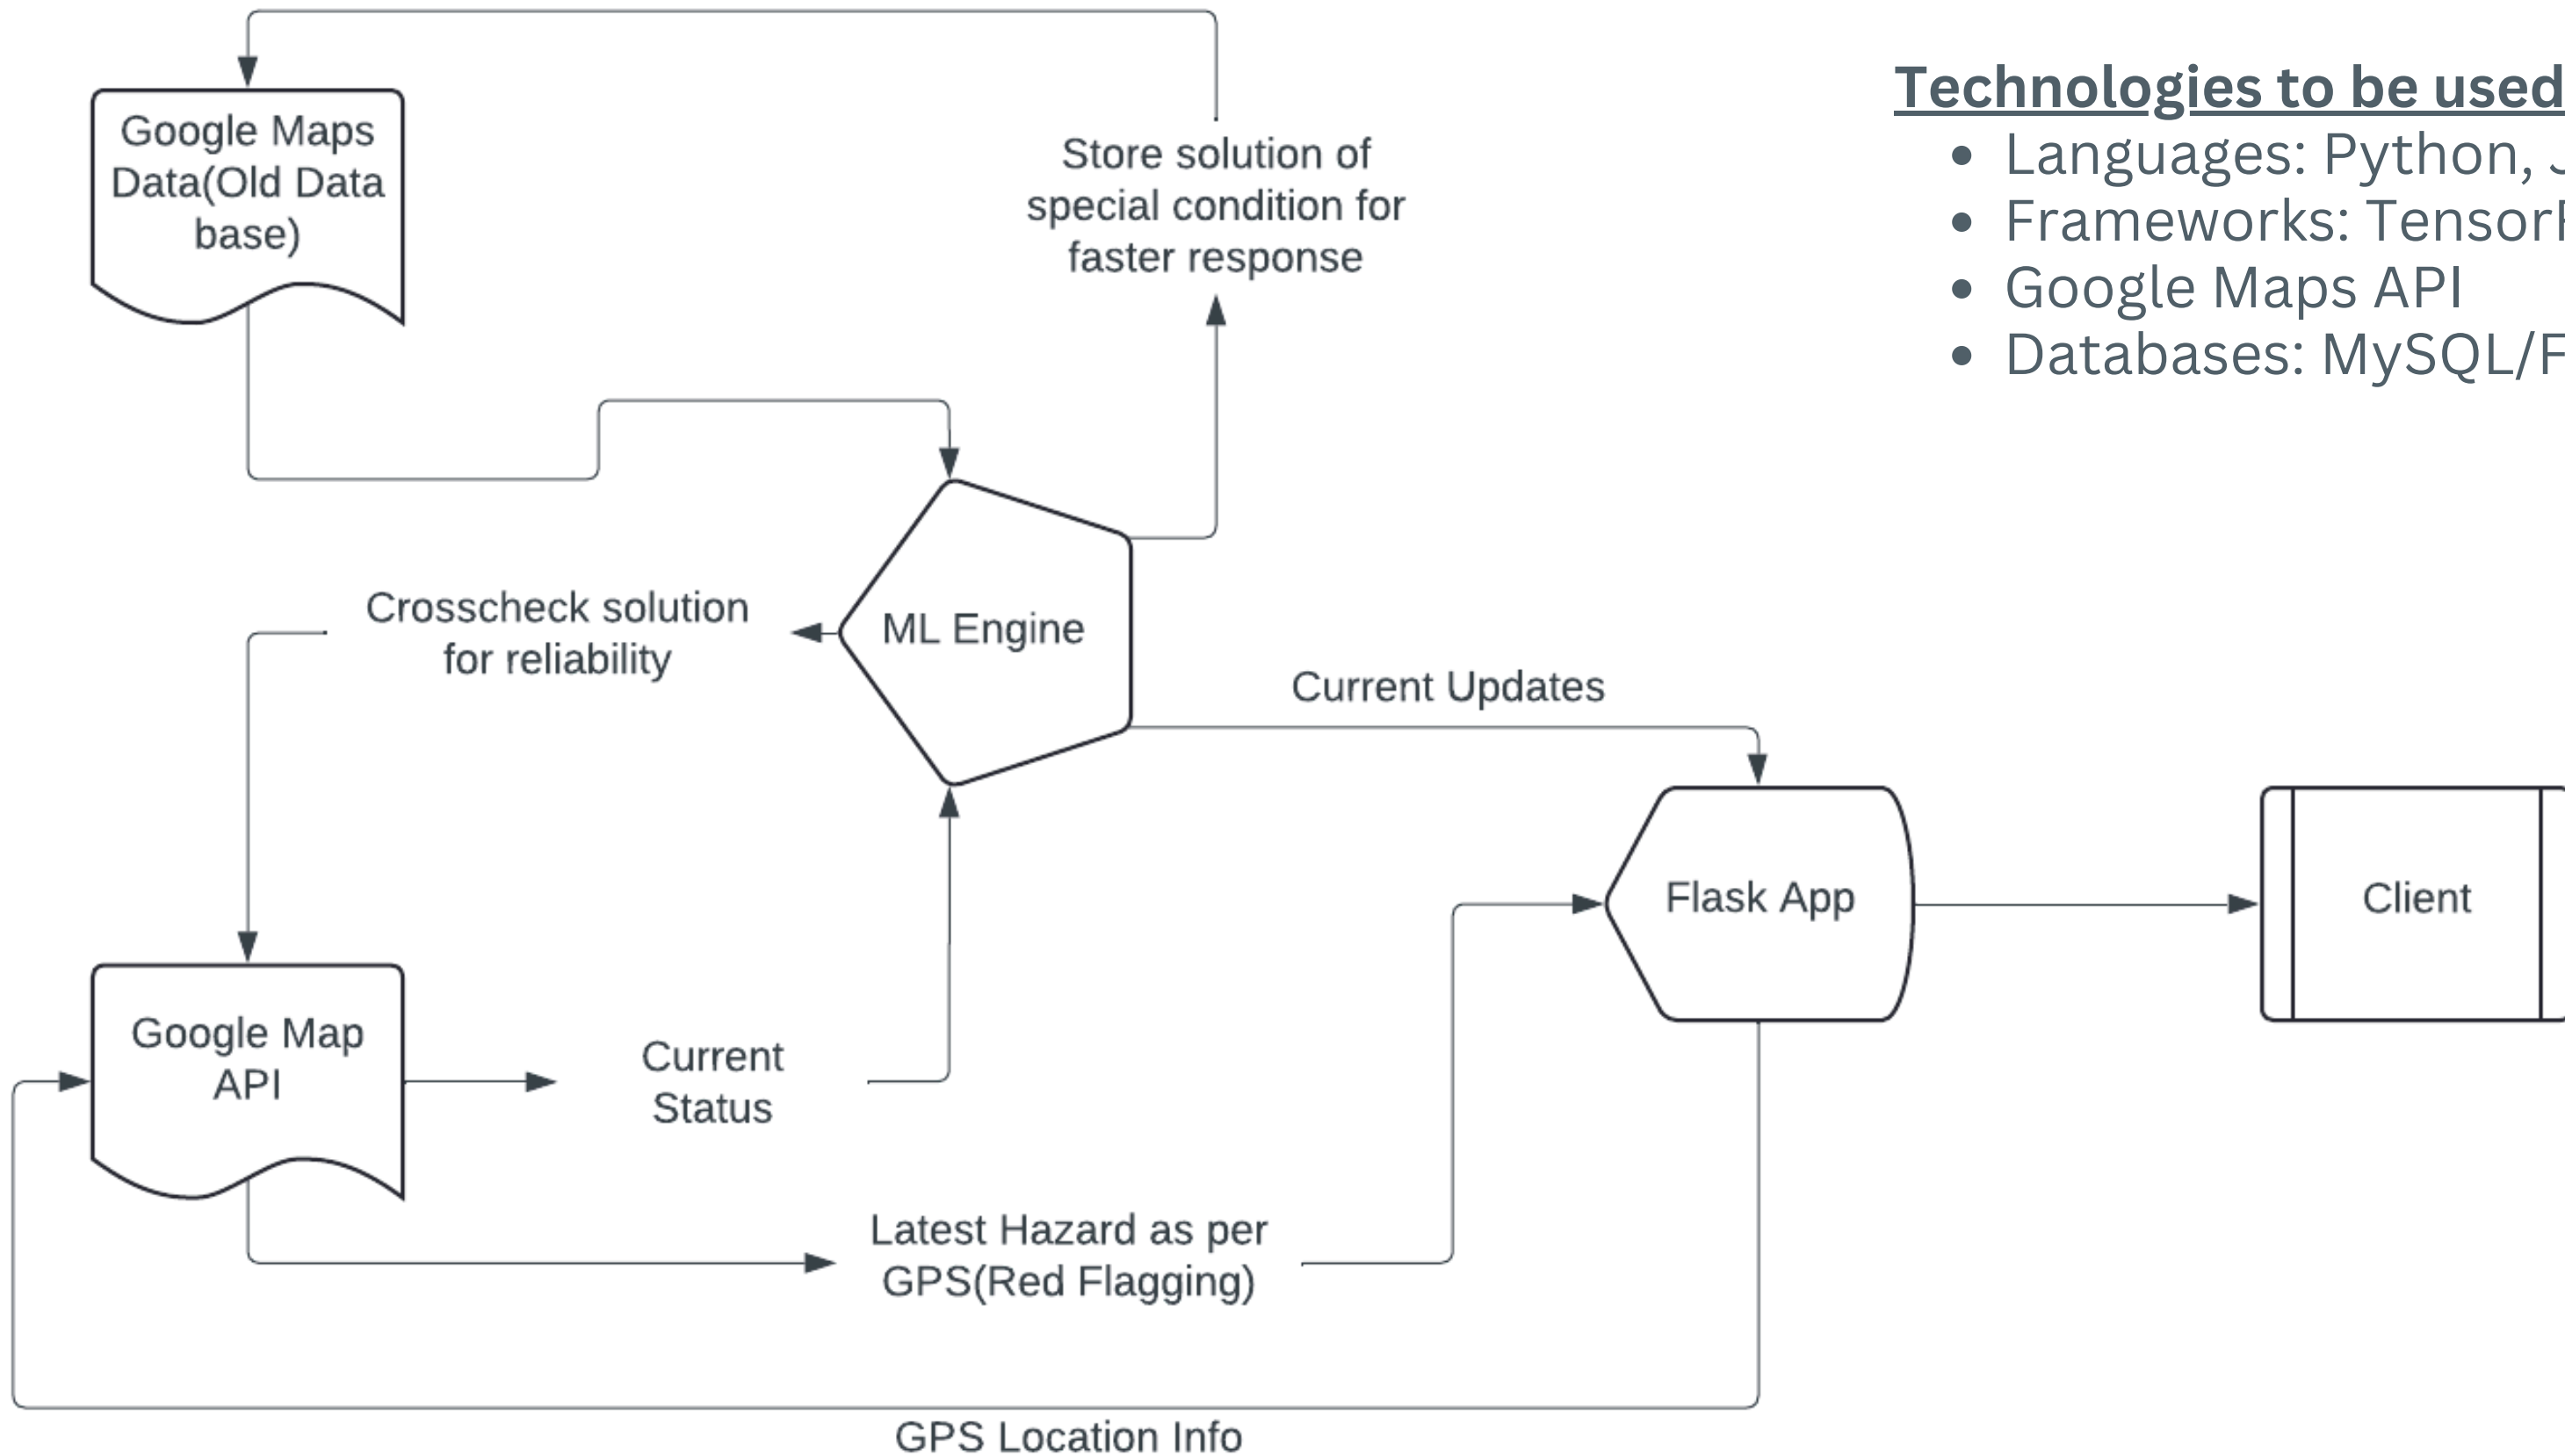 Technologies to be used
• Languages: Python,
• Frameworks:
• Google Maps API
• Databases: MySQL/
Google Maps
Data(Old Data
base)
Store solution of
special condition for
faster response
Crosscheck solution
for reliability
ML Engine
Current Updates
Flask App
Client
Google Map
API
Current
Status
Latest Hazard as per
GPS(Red Flagging)
GPS Location Info